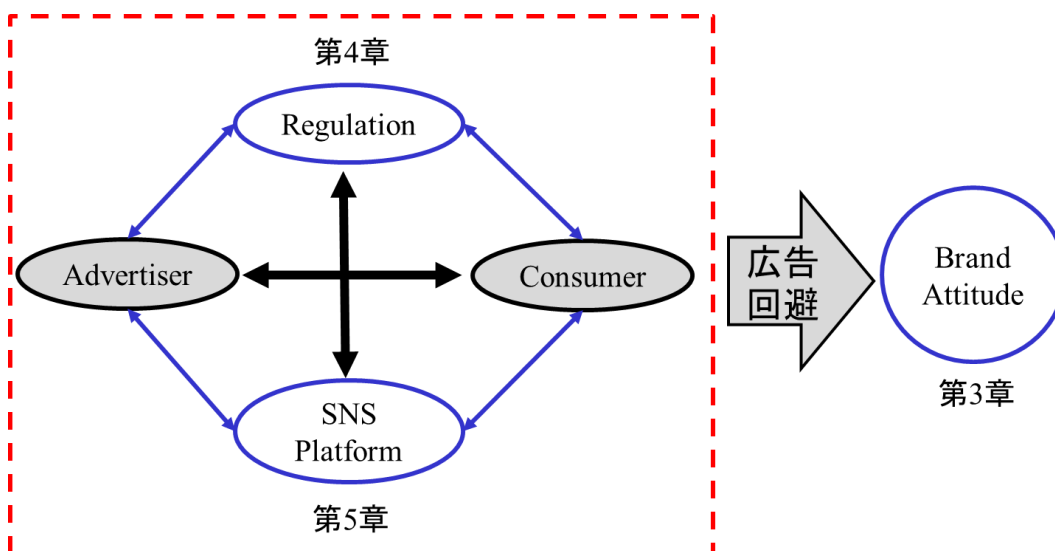 第4章
Regulation
Advertiser
Consumer
SNS
Platform
第5章
広告
回避
Brand
Attitude
第3章